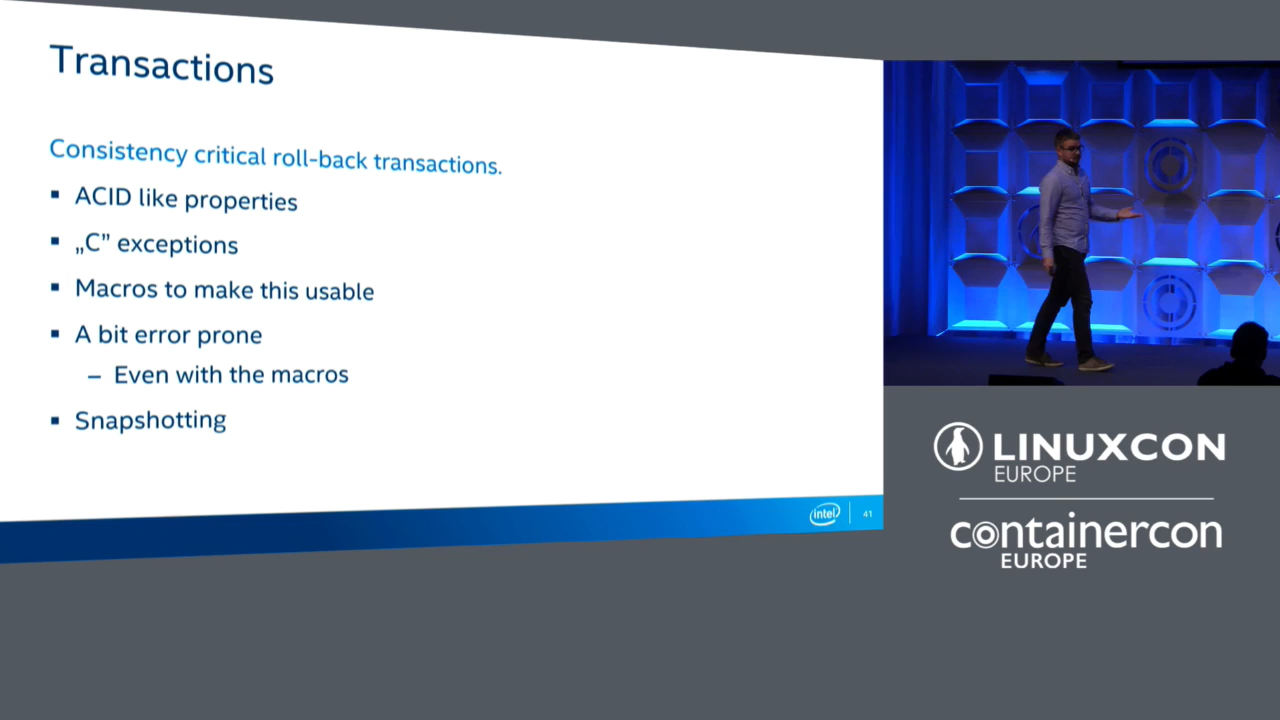 Transactions
Consistency critical roll-back transactions.
▪ ACID like properties
▪ „C” exceptions
▪ Macros to make this usable
▪ A bit error prone
– Even with the macros
▪ Snapshotting
intel
41
LINUXCON
EUROPE
containercon
EUROPE